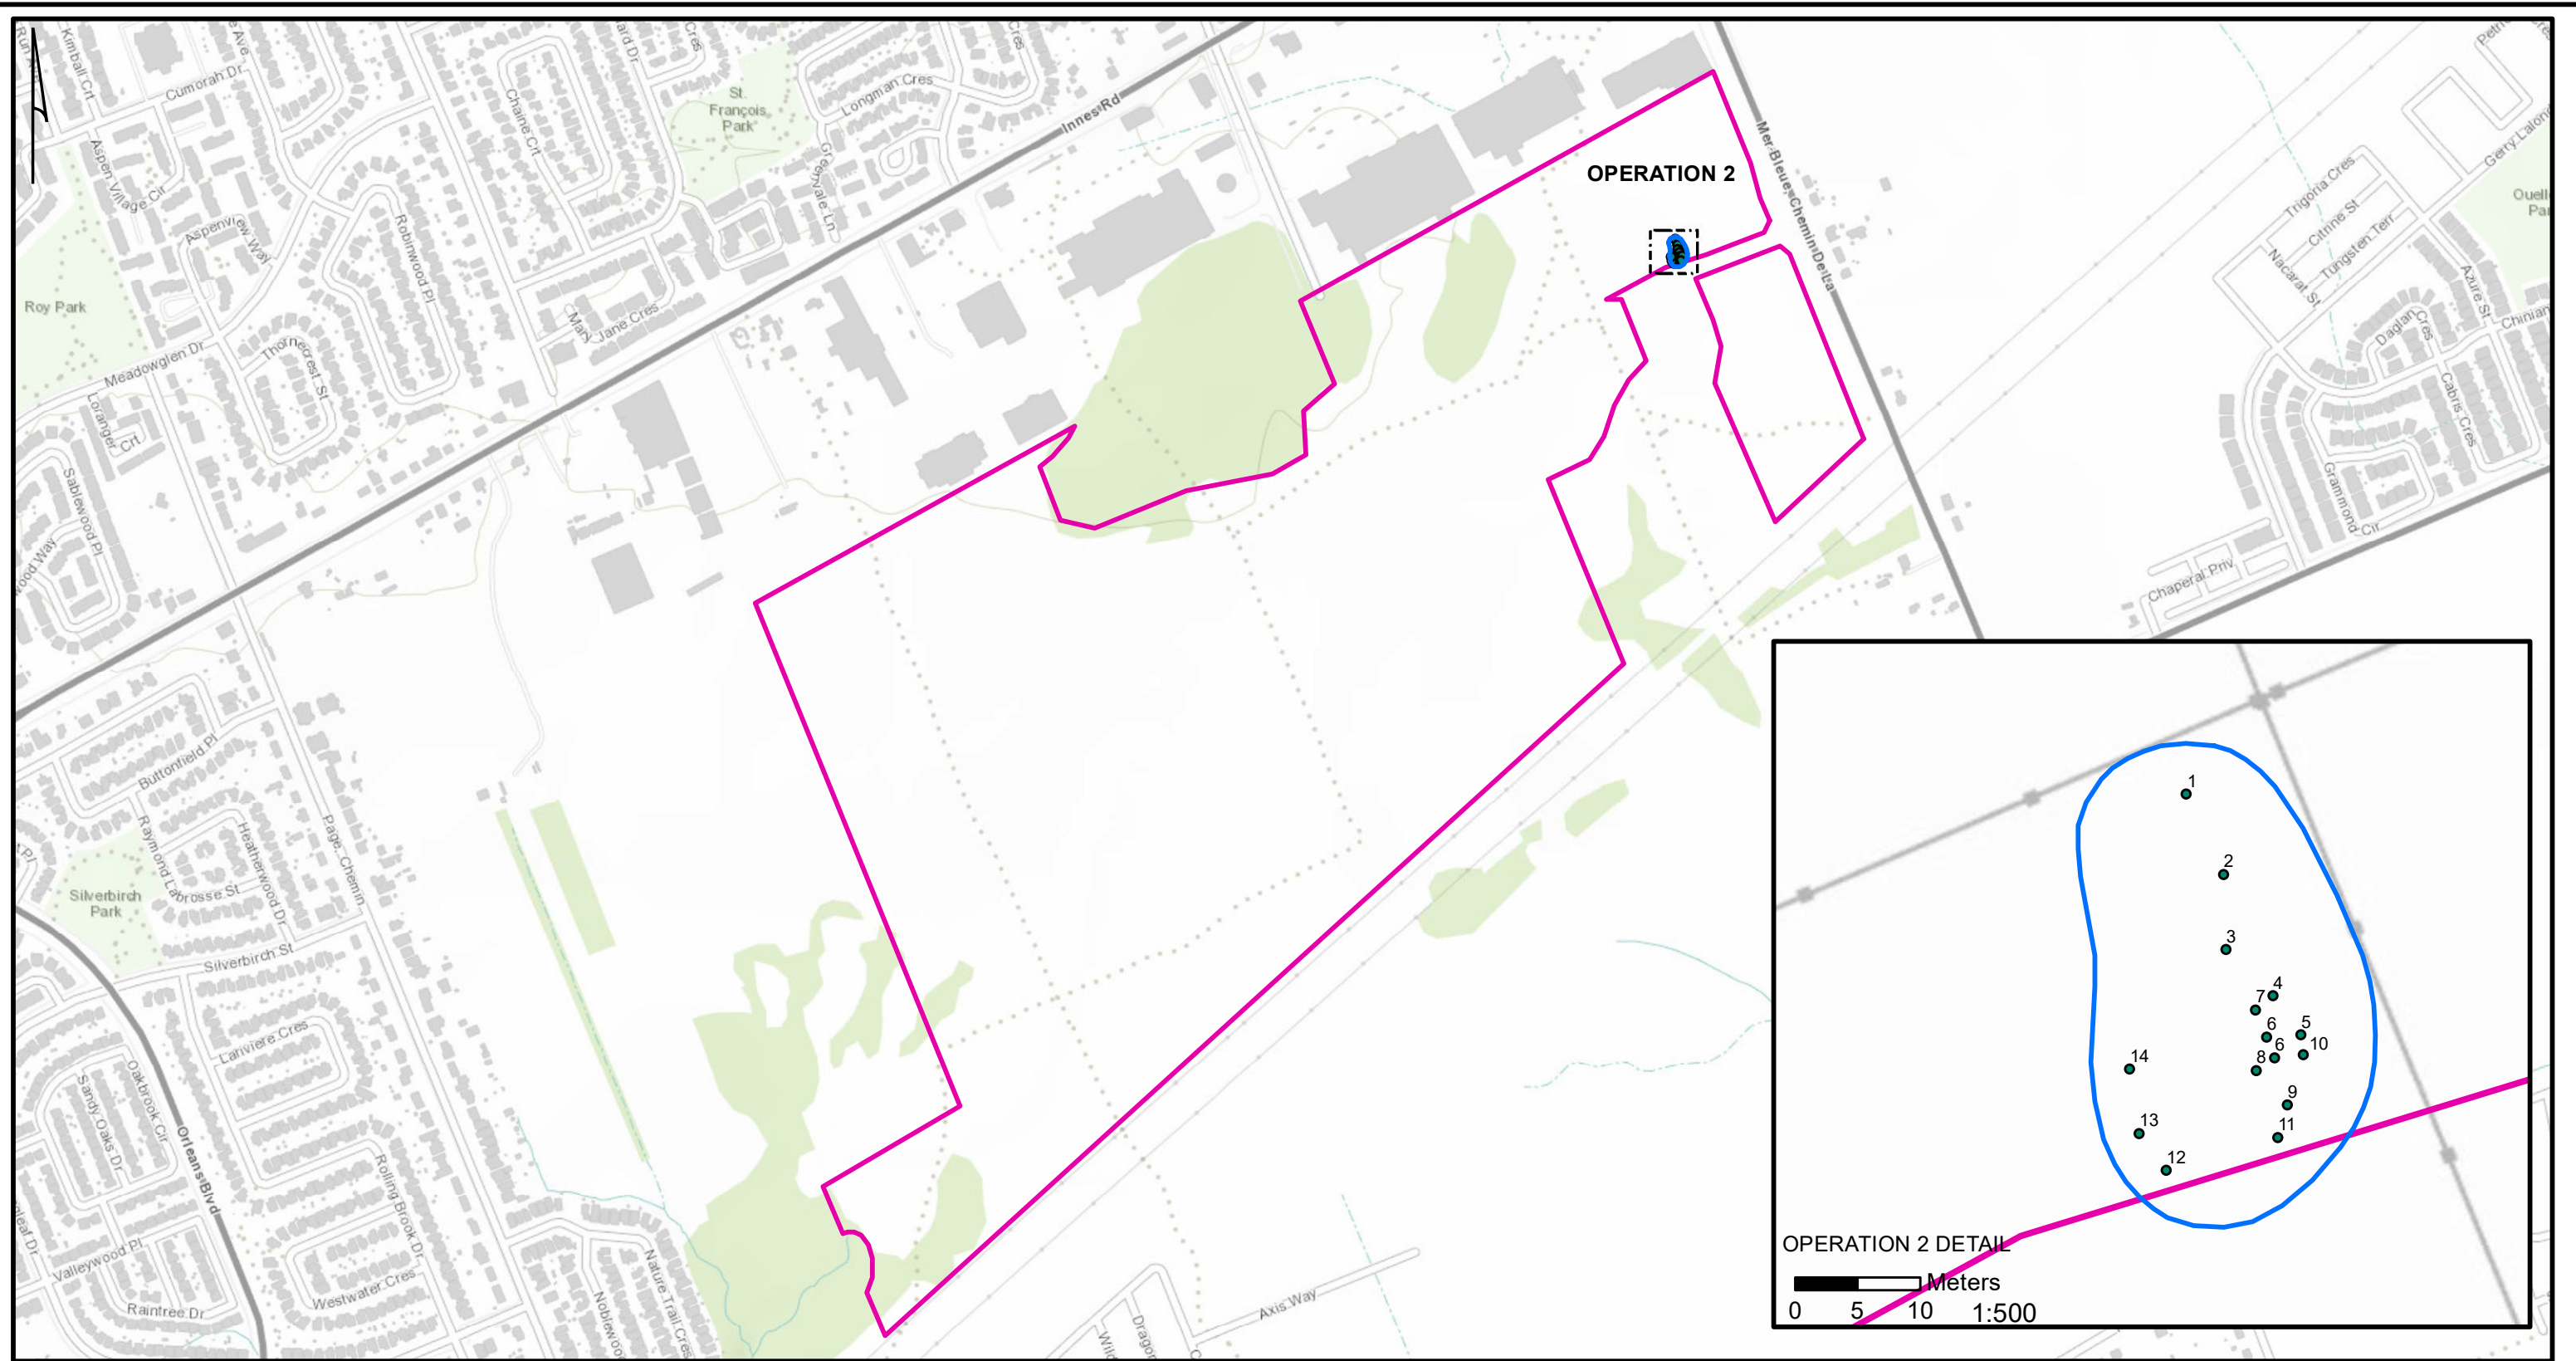 Kimball Crt
Cumorah Dr
Aspen Village Cir
Aspenview Way
Robinwood Pl
Chaine Crt
St.
François
Park
Longman Cres
Grenvale Ln
Innes Rd
Mary Jane Cres
Roy Park
Meadowglen Dr
Thornecrest St
Loranger
Crt
Sablewood Pl
OPERATION 2
Mer Bleue, Chemin De La
Trigoria Cres
Citrine St
Tungsten Terr
Nacarat St
Azure St
Daglan
Cres
Cabris Cres
Grammond Cir
Chaperal Priv
Buttonfield Pl
Raymond Labrosse St
Heatherwood Dr
Page, Chemin
Silverbirch
Park
Silverbirch St
Lariviere Cres
Sandy Oaks Dr
Oakbrook Cir
Orleans Blvd
Rolling Brook Dr
Valleywood Pl
Westwater Cres
Raintree Dr
Nature Trail Cres
Axis Way
1
2
3
4
7
6
5
6
10
8
14
9
13
11
12
OPERATION 2 DETAIL
Meters
0 5 10 1:500